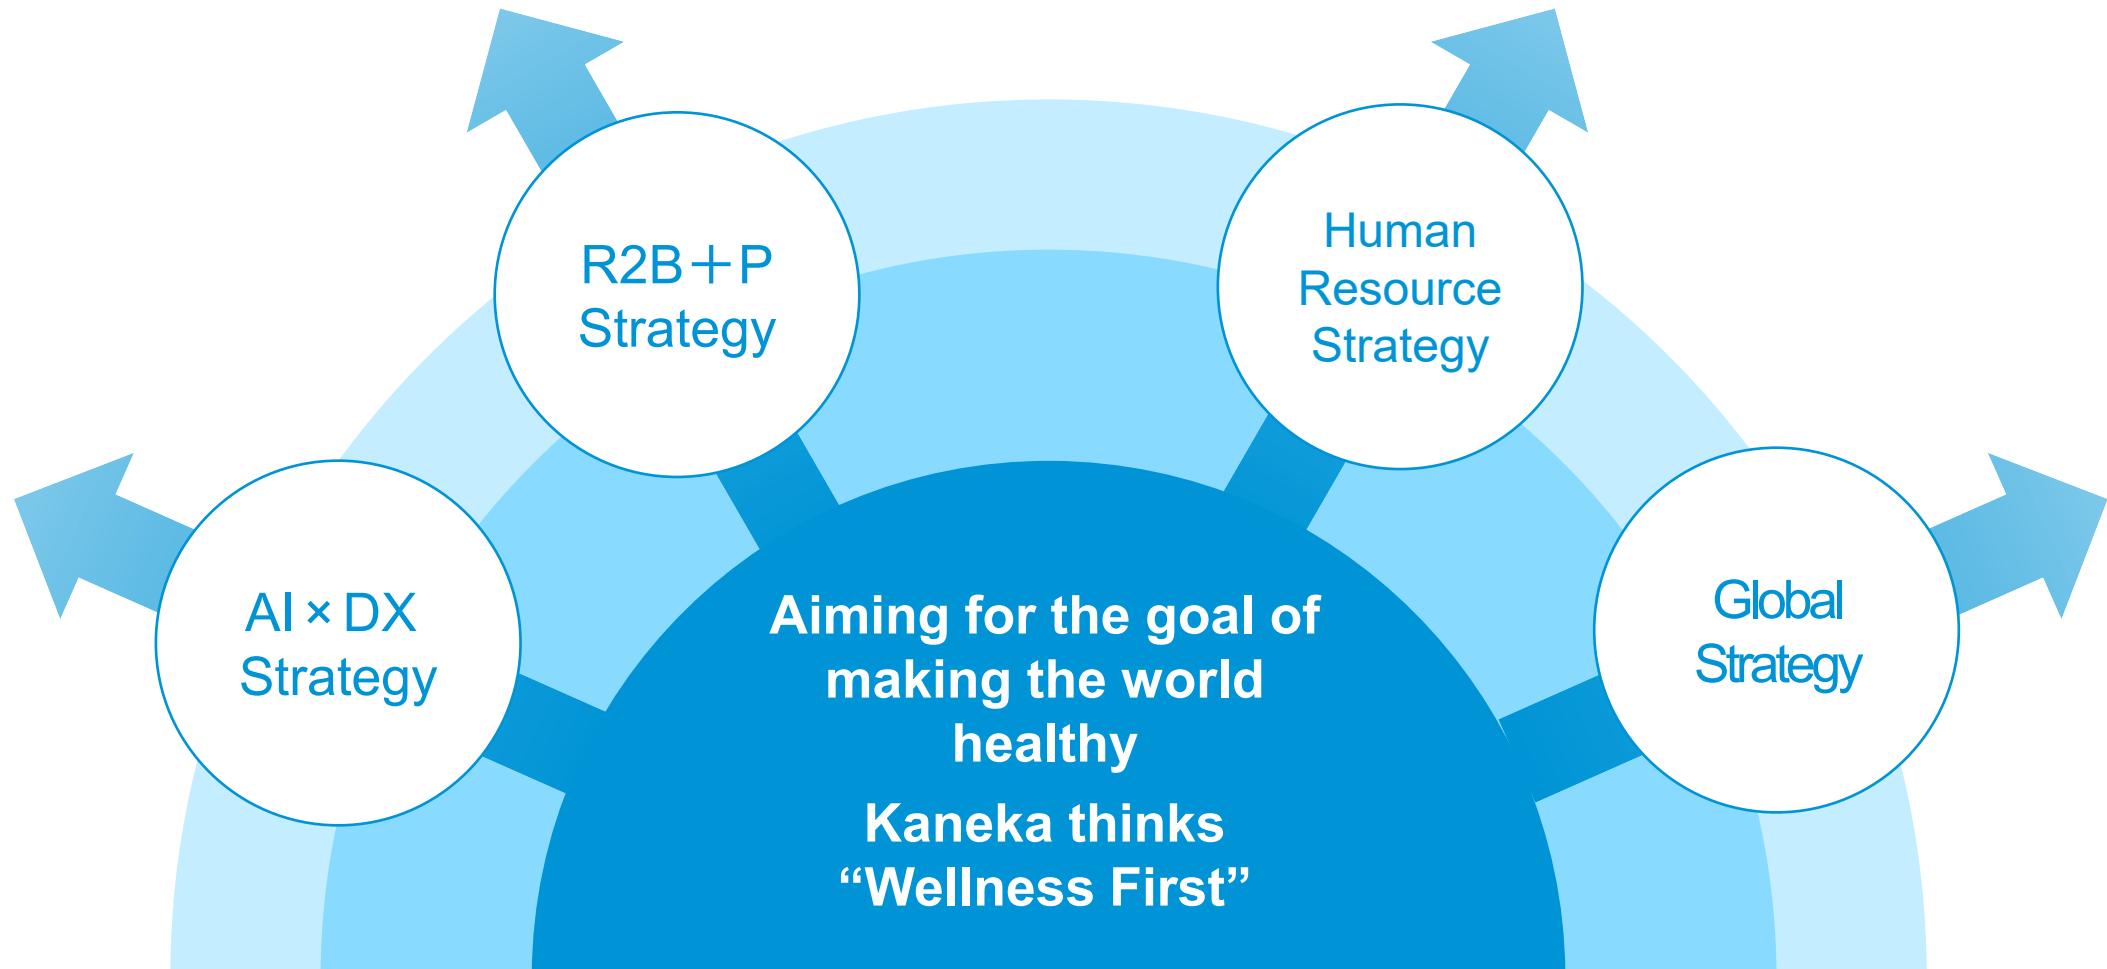 R2B＋P
Strategy
Human
Resource
Strategy
AI × DX
Strategy
Global
Strategy
Aiming for the goal of
making the world
healthy
Kaneka thinks
“Wellness First”